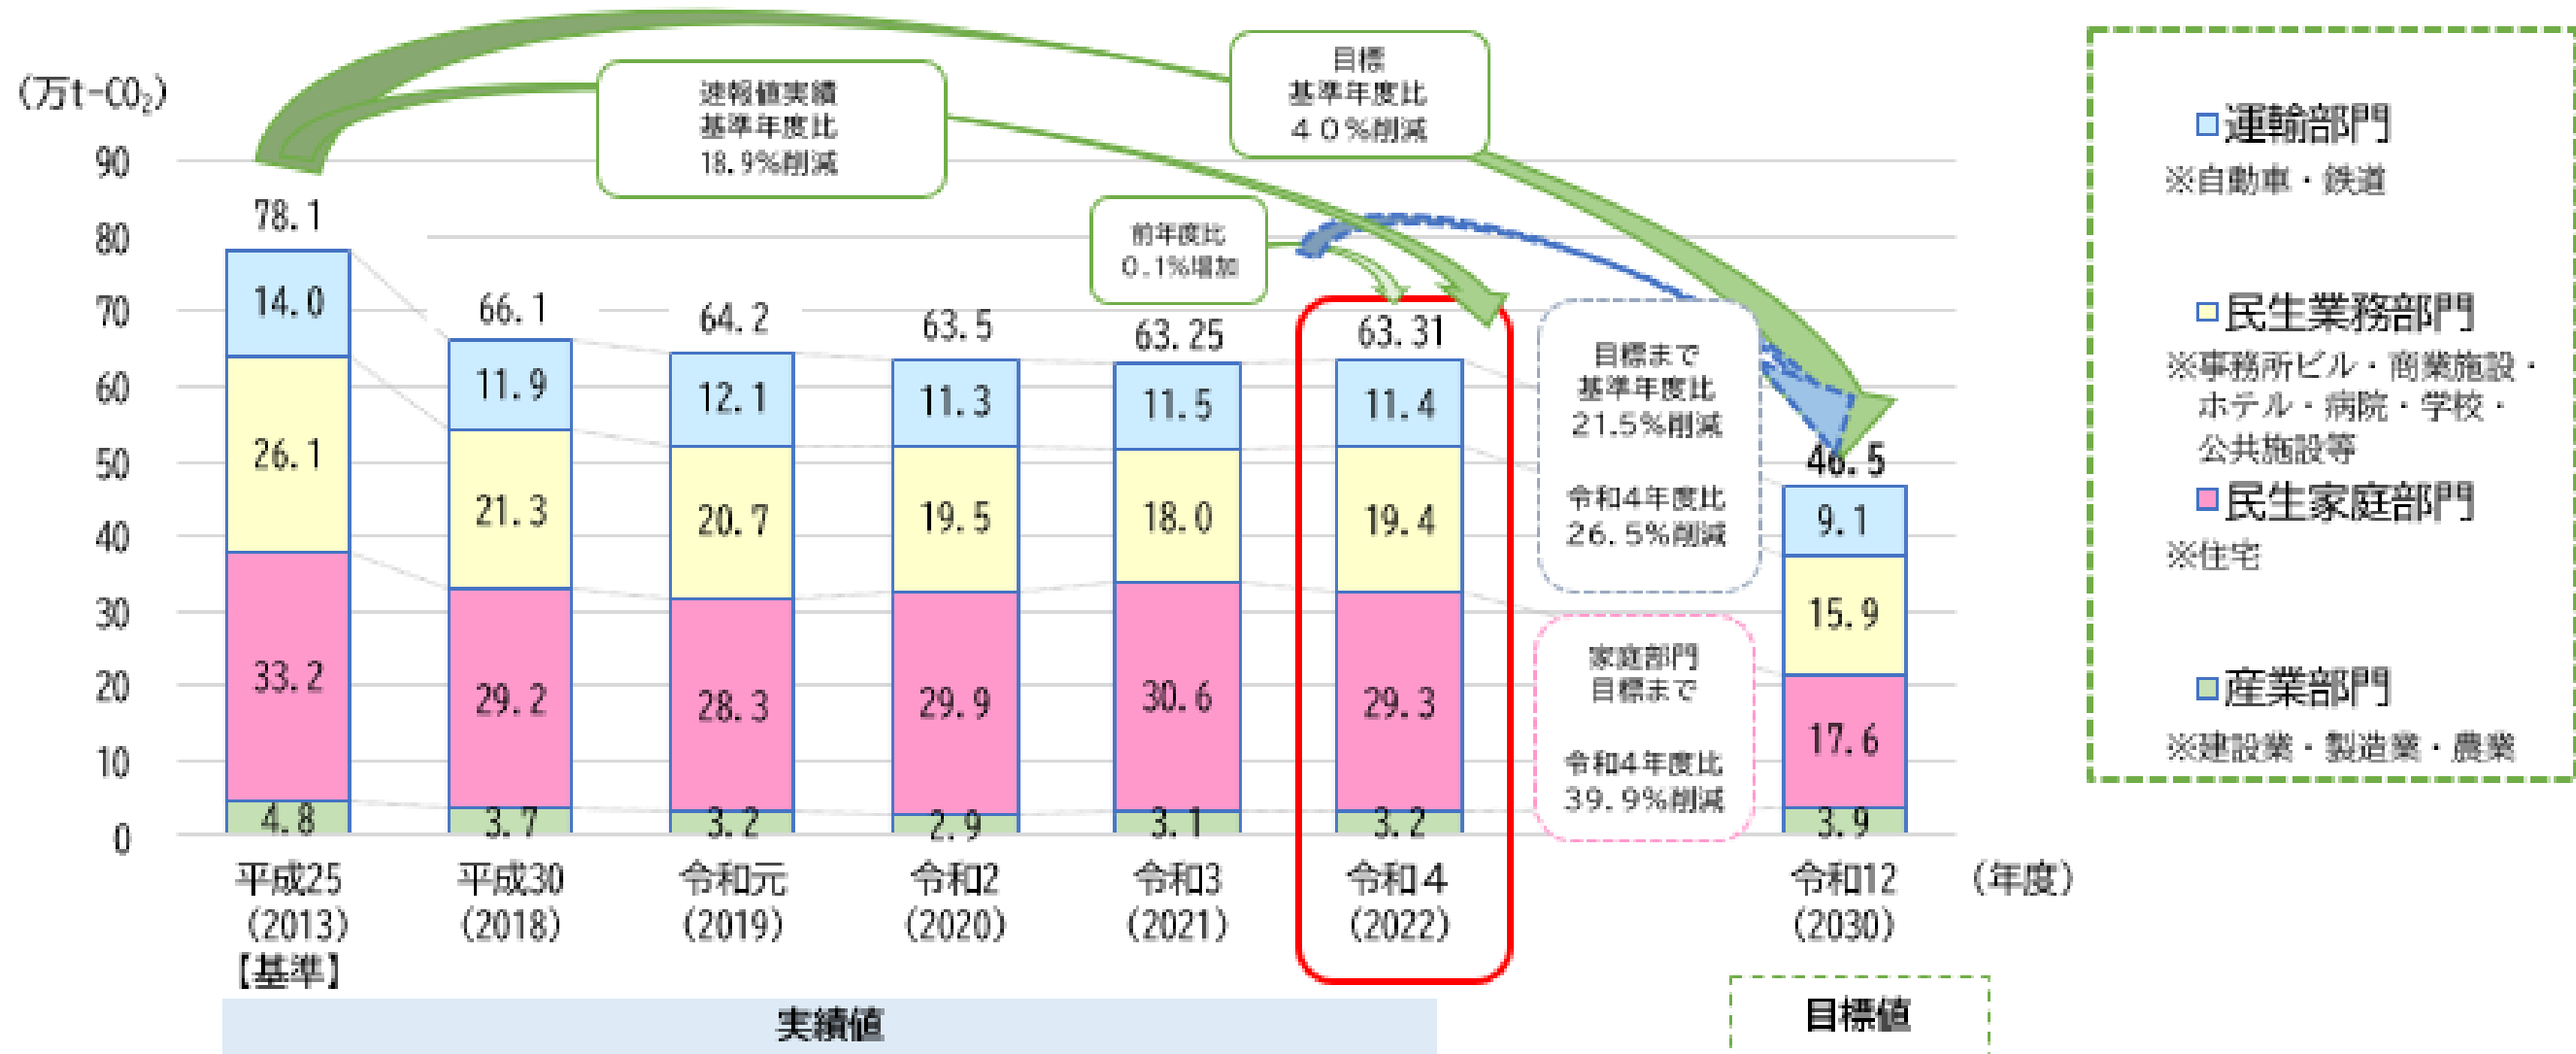 (万t-CO₂)
速報値実績
基準年度比
18.9%削減
目標
基準年度比
40%削減
前年度比
0.1%増加
90
80
70
60
50
40
30
20
10
0
78.1
14.0
26.1
33.2
4.8
66.1
11.9
21.3
29.2
3.7
64.2
12.1
20.7
28.3
3.2
63.5
11.3
19.5
29.9
2.9
63.25
11.5
18.0
30.6
3.1
63.31
11.4
19.4
29.3
3.2
目標まで
基準年度比
21.5%削減
令和4年度比
26.5%削減
家庭部門
目標まで
令和4年度比
39.9%削減
46.5
9.1
15.9
17.6
3.9
平成25
(2013)
【基準】
平成30
(2018)
令和元
(2019)
令和2
(2020)
令和3
(2021)
令和4
(2022)
令和12
(2030)
(年度)
実績値
目標値
運輸部門
※自動車・鉄道
民生業務部門
※事務所ビル・商業施設・
ホテル・病院・学校・
公共施設等
民生家庭部門
※住宅
産業部門
※建設業・製造業・農業